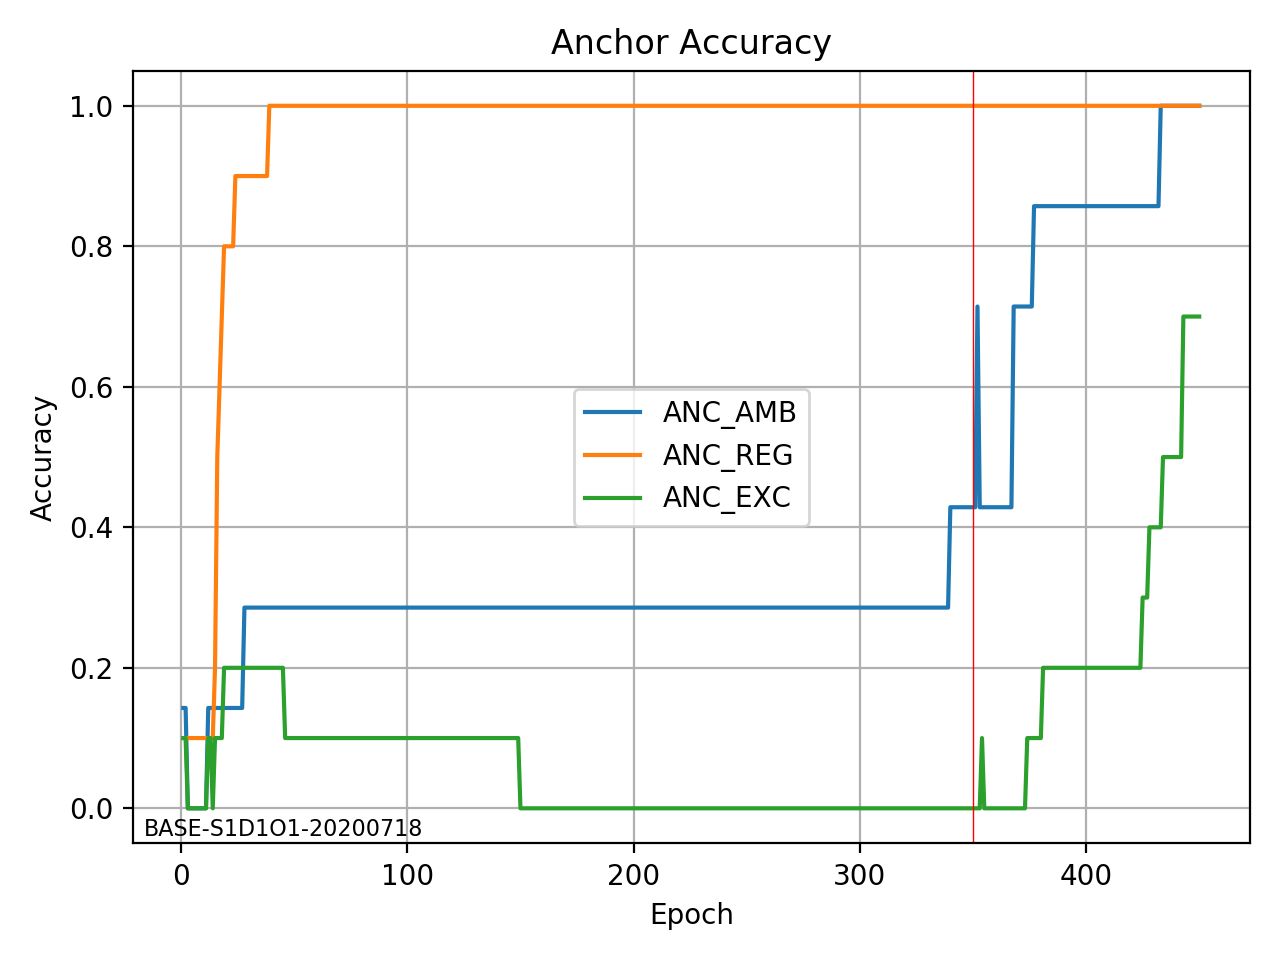 Anchor Accuracy
1.0
0.8
0.6
0.4
0.2
0.0
Accuracy
ANC_AMB
ANC_REG
ANC_EXC
BASE-S1D1O1-20200718
0 100 200 300 400
Epoch